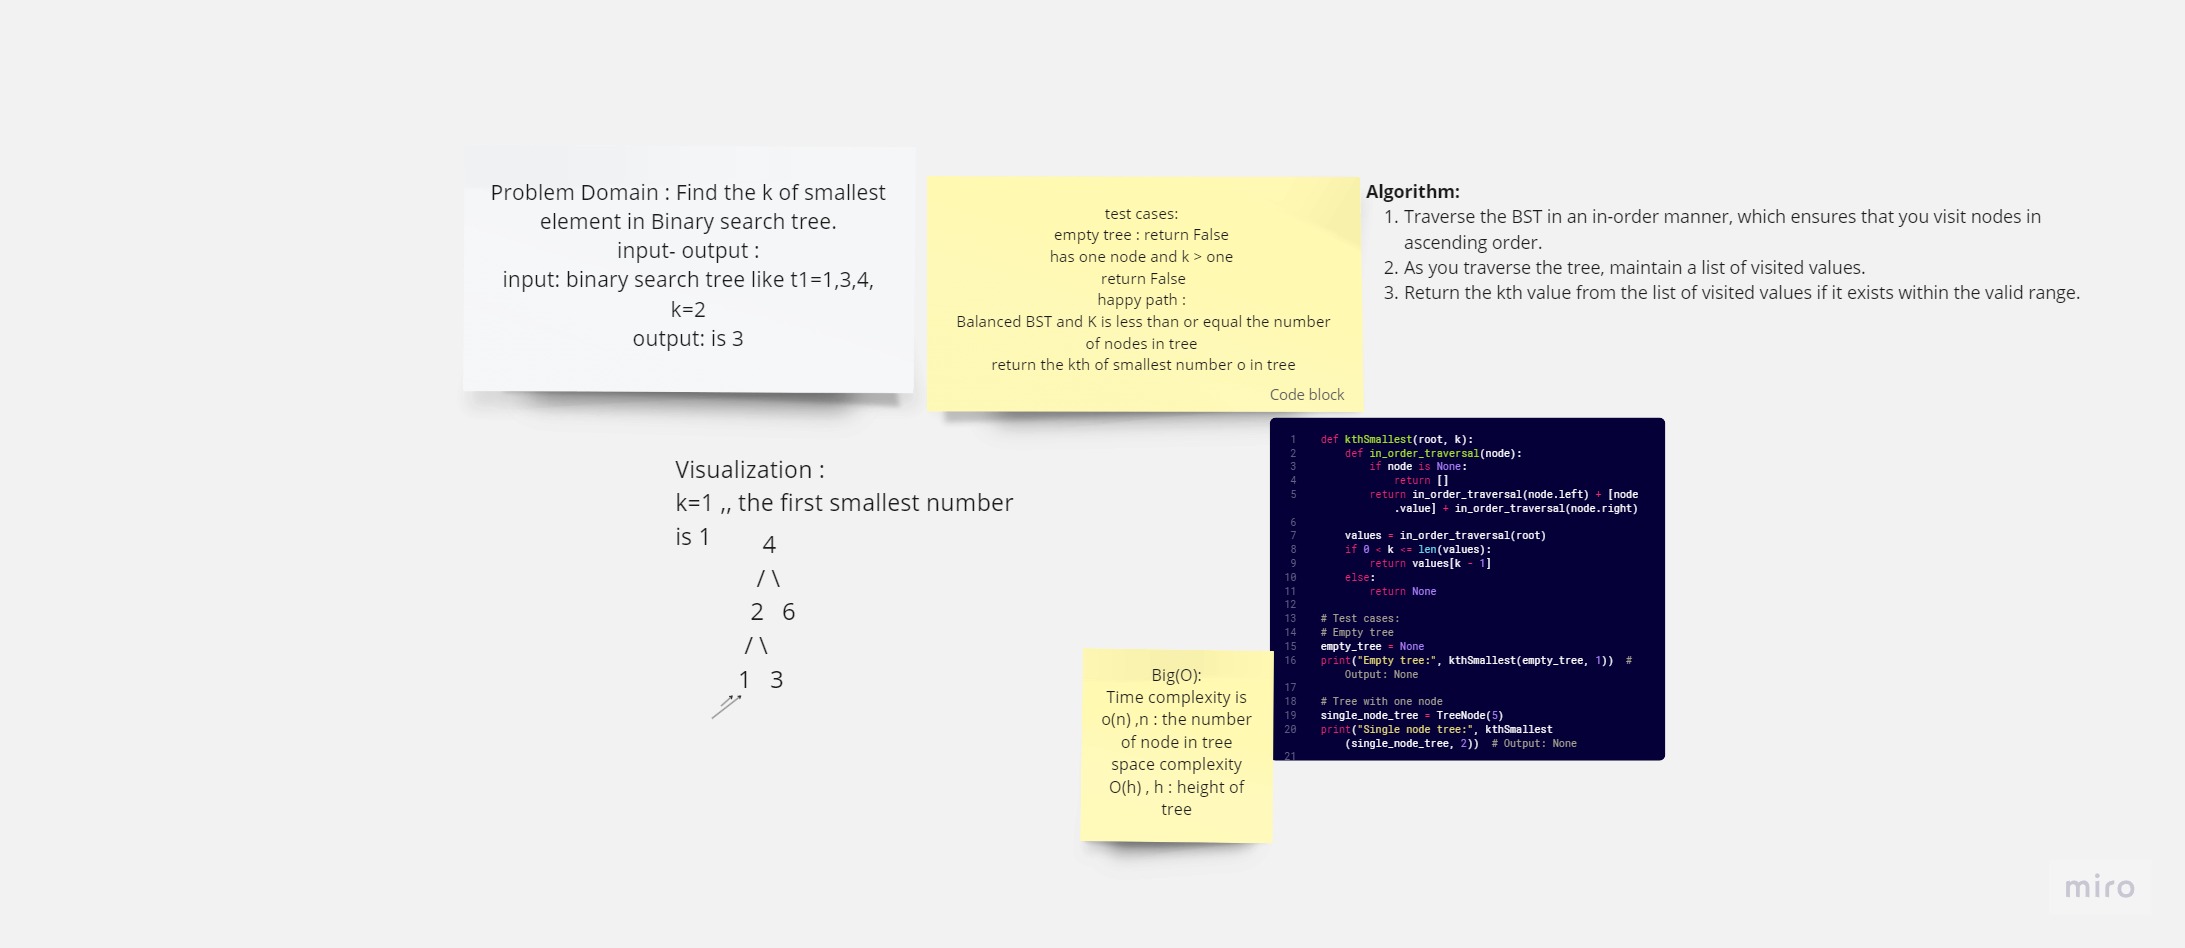 Problem Domain : Find the k of smallest
element in Binary search tree.
input- output :
input: binary search tree like t1=1,3,4,
k=2
output: is 3
test cases:
empty tree : return False
has one node and k > one
return False
happy path :
Balanced BST and K is less than or equal the number
of nodes in tree
return the kth of smallest number o in tree
Algorithm:
1. Traverse the BST in an in-order manner, which ensures that you visit nodes in
ascending order.
2. As you traverse the tree, maintain a list of visited values.
3. Return the kth value from the list of visited values if it exists within the valid range.
Visualization :
k=1 ,, the first smallest number
is 1
4
/ \
2 6
/ \
1 3
Code block
1 def kthSmallest(root, k):
2 def in_order_traversal(node):
3 if node is None:
4 return []
5 return in_order_traversal(node.left) + [node
.value] + in_order_traversal(node.right)
6
7 values = in_order_traversal(root)
8 if 0 < k <= len(values):
9 return values[k - 1]
10 else:
11 return None
12
13 # Test cases:
14 # Empty tree
15 empty_tree = None
16 print("Empty tree:", kthSmallest(empty_tree, 1)) #
Output: None
17
18 # Tree with one node
19 single_node_tree = TreeNode(5)
20 print("Single node tree:", kthSmallest
(single_node_tree, 2)) # Output: None
21
Big(O):
Time complexity is
o(n) ,n : the number
of node in tree
space complexity
O(h) , h : height of
tree
miro